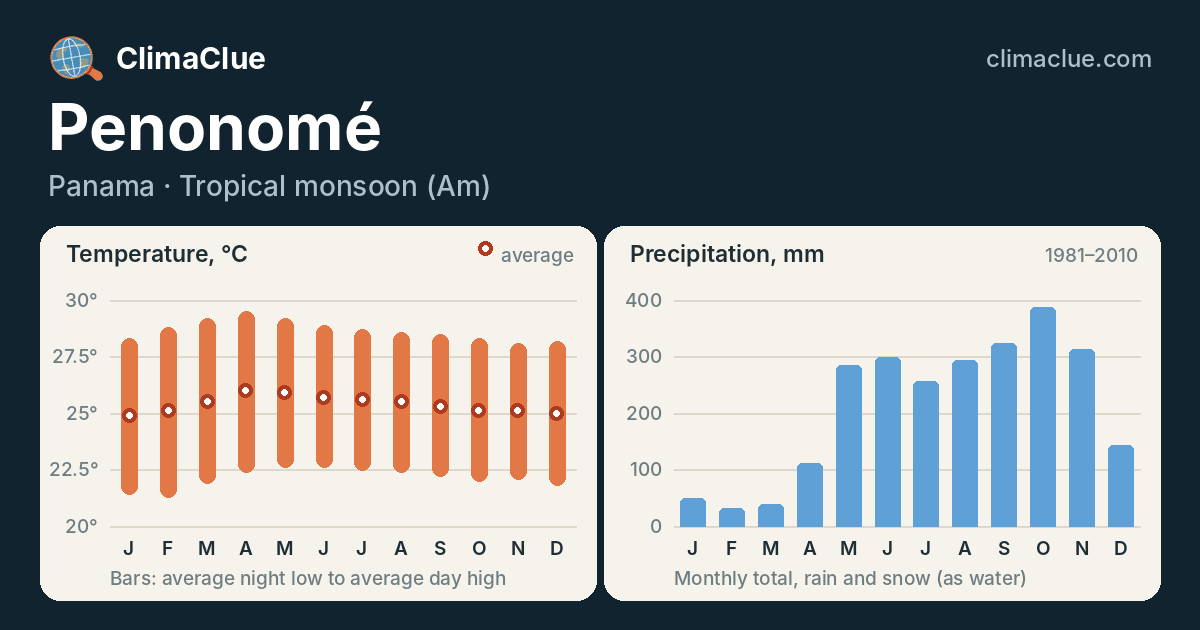 ClimaClue
climaclue.com
Penonomé
Panama · Tropical monsoon (Am)
Temperature, °C
average
30°
27.5°
25°
22.5°
20°
J F M A M J J A S O N D
Bars: average night low to average day high
Precipitation, mm
1981–2010
400
300
200
100
0
J F M A M J J A S O N D
Monthly total, rain and snow (as water)